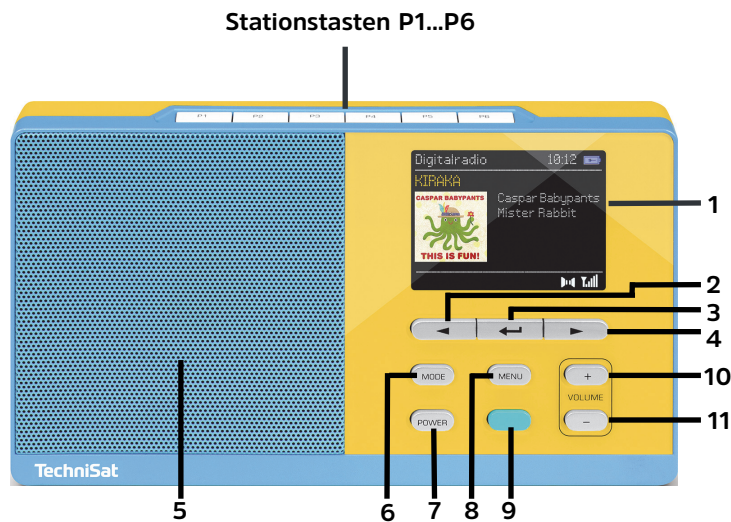 Stationstasten P1...P6
P1 P2 P3 P4 P5 P6
Digitalradio 10:12
KIRAKA
CASPAR BABYPANTS
THIS IS FUN!
Caspar Babypants
Mister Rabbit
1
2
3
4
MODE
MENU
POWER
+
VOLUME
–
10
11
TechniSat
5
6
7
8
9